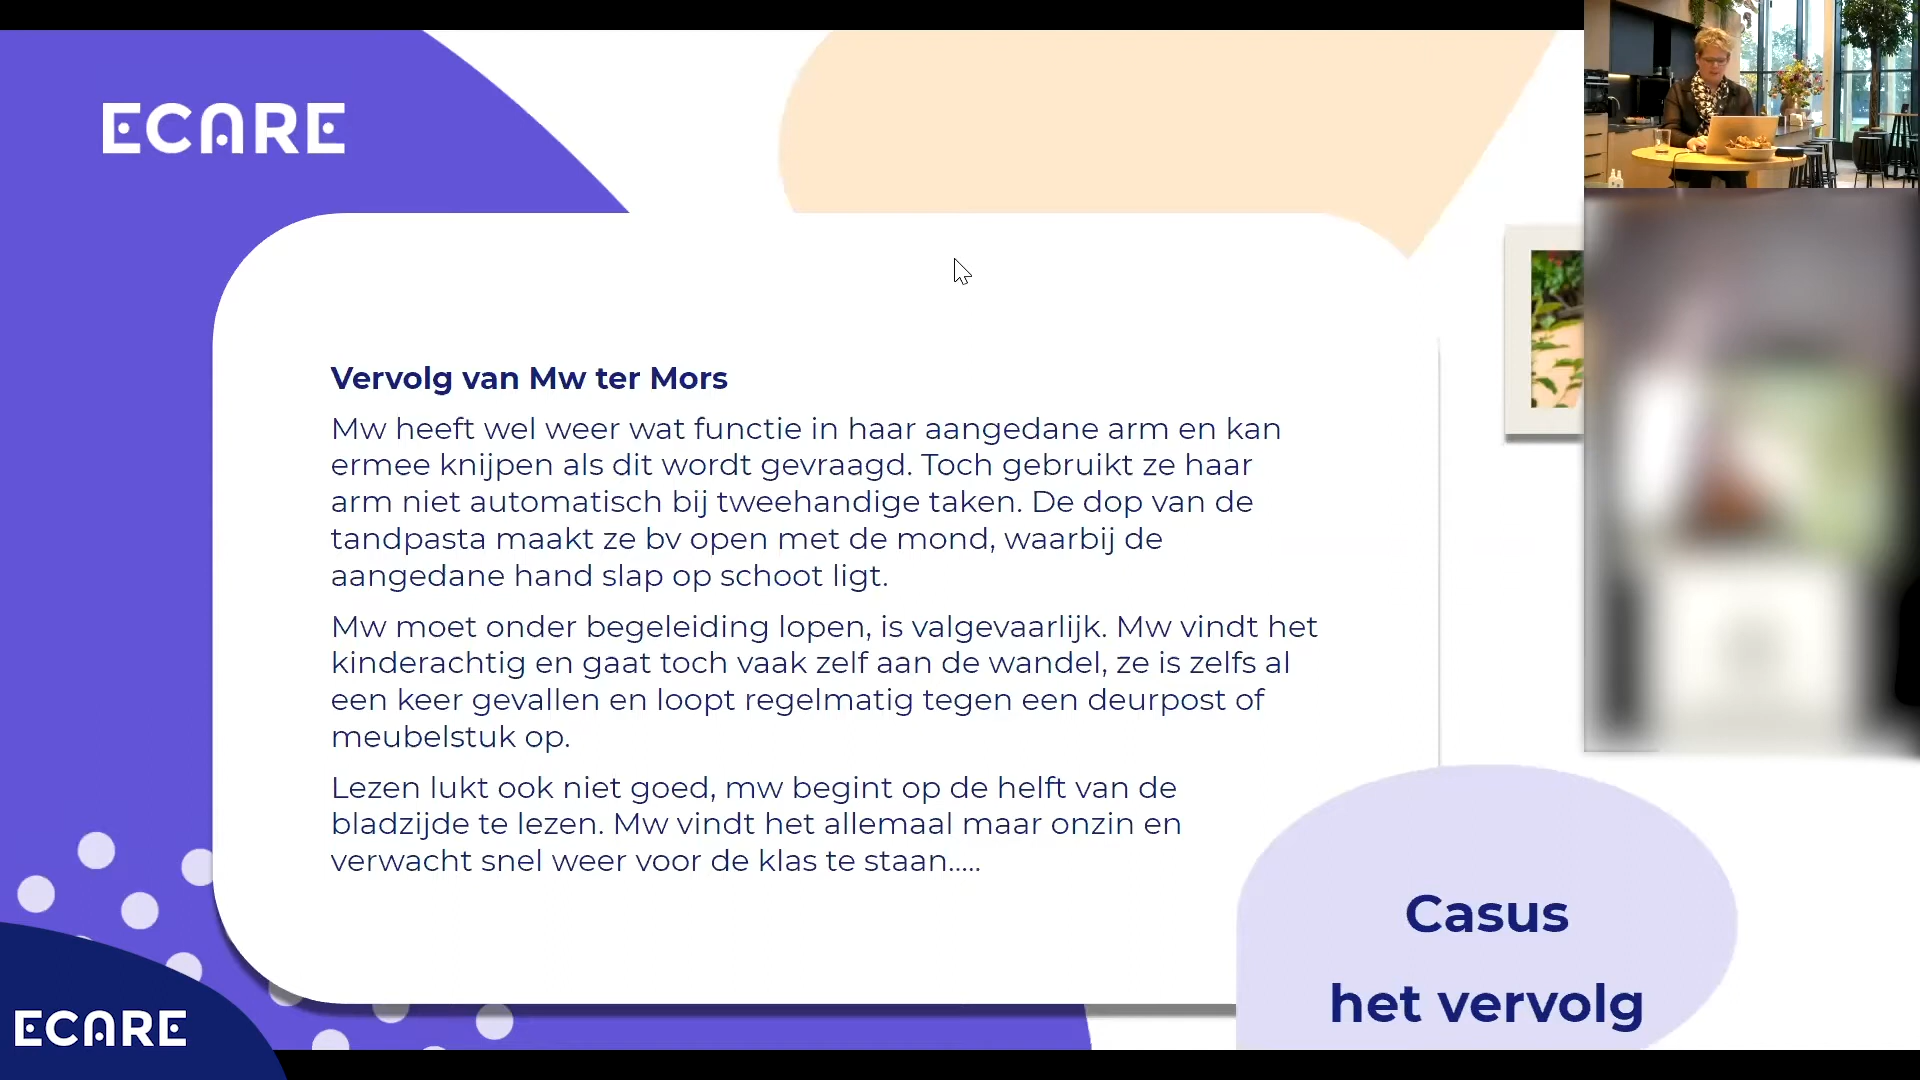 ECARE
Vervolg van Mw ter Mors
Mw heeft wel weer wat functie in haar aangedane arm en kan
ermee knijpen als dit wordt gevraagd. Toch gebruikt ze haar
arm niet automatisch bij tweehandige taken. De dop van de
tandpasta maakt ze bv open met de mond, waarbij de
aangedane hand slap op schoot ligt.
Mw moet onder begeleiding lopen, is valgevaarlijk. Mw vindt het
kinderachtig en gaat toch vaak zelf aan de wandel, ze is zelfs al
een keer gevallen en loopt regelmatig tegen een deurpost of
meubelstuk op.
Lezen lukt ook niet goed, mw begint op de helft van de
bladzijde te lezen. Mw vindt het allemaal maar onzin en
verwacht snel weer voor de klas te staan.....
Casus
het vervolg
ECARE